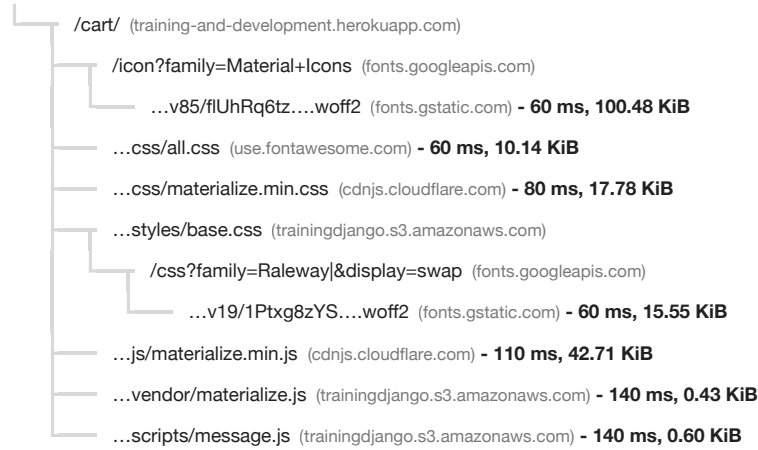 /cart/ (training-and-development.herokuapp.com)
/icon?family=Material+Icons (fonts.googleapis.com)
…v85/flUhRq6tz….woff2 (fonts.gstatic.com) - 60 ms, 100.48 KiB
…css/all.css (use.fontawesome.com) - 60 ms, 10.14 KiB
…css/materialize.min.css (cdnjs.cloudflare.com) - 80 ms, 17.78 KiB
…styles/base.css (trainingdjango.s3.amazonaws.com)
/css?family=Raleway|&display=swap (fonts.googleapis.com)
…v19/1Ptxg8zYS….woff2 (fonts.gstatic.com) - 60 ms, 15.55 KiB
…js/materialize.min.js (cdnjs.cloudflare.com) - 110 ms, 42.71 KiB
…vendor/materialize.js (trainingdjango.s3.amazonaws.com) - 140 ms, 0.43 KiB
…scripts/message.js (trainingdjango.s3.amazonaws.com) - 140 ms, 0.60 KiB